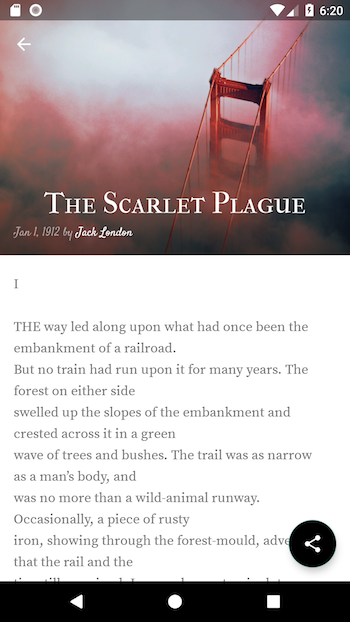 6:20
The Scarlet Plague
Jan 1, 1912 by Jack London
I
THE way led along upon what had once been the
embankment of a railroad.
But no train had run upon it for many years. The
forest on either side
swelled up the slopes of the embankment and
crested across it in a green
wave of trees and bushes. The trail was as narrow
as a man’s body, and
was no more than a wild-animal runway.
Occasionally, a piece of rusty
iron, showing through the forest-mould, adve
that the rail and the